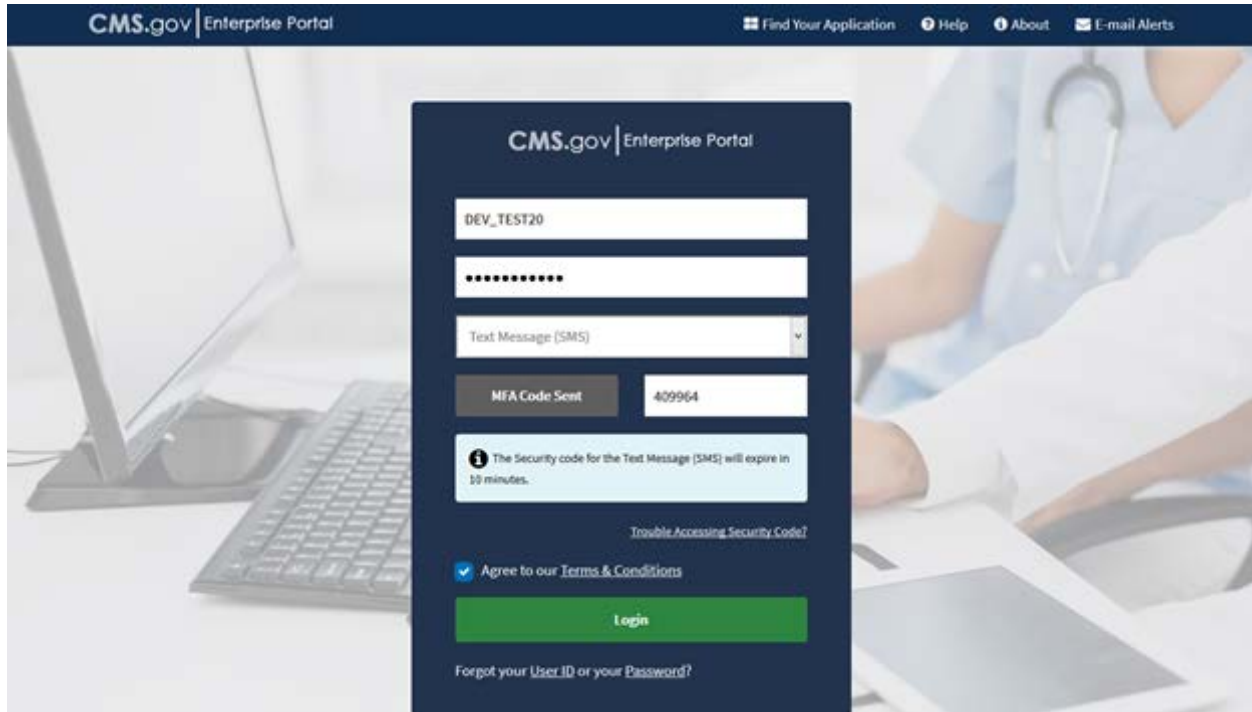 CMS.gov Enterprise Portal
Find Your Application Help About E-mail Alerts
CMS.gov Enterprise Portal
DEV_TEST20
•••••••••••
Text Message (SMS)
MFA Code Sent
409964
The Security code for the Text Message (SMS) will expire in
10 minutes.
Trouble Accessing Security Code?
Agree to our Terms & Conditions
Login
Forgot your User ID or your Password?